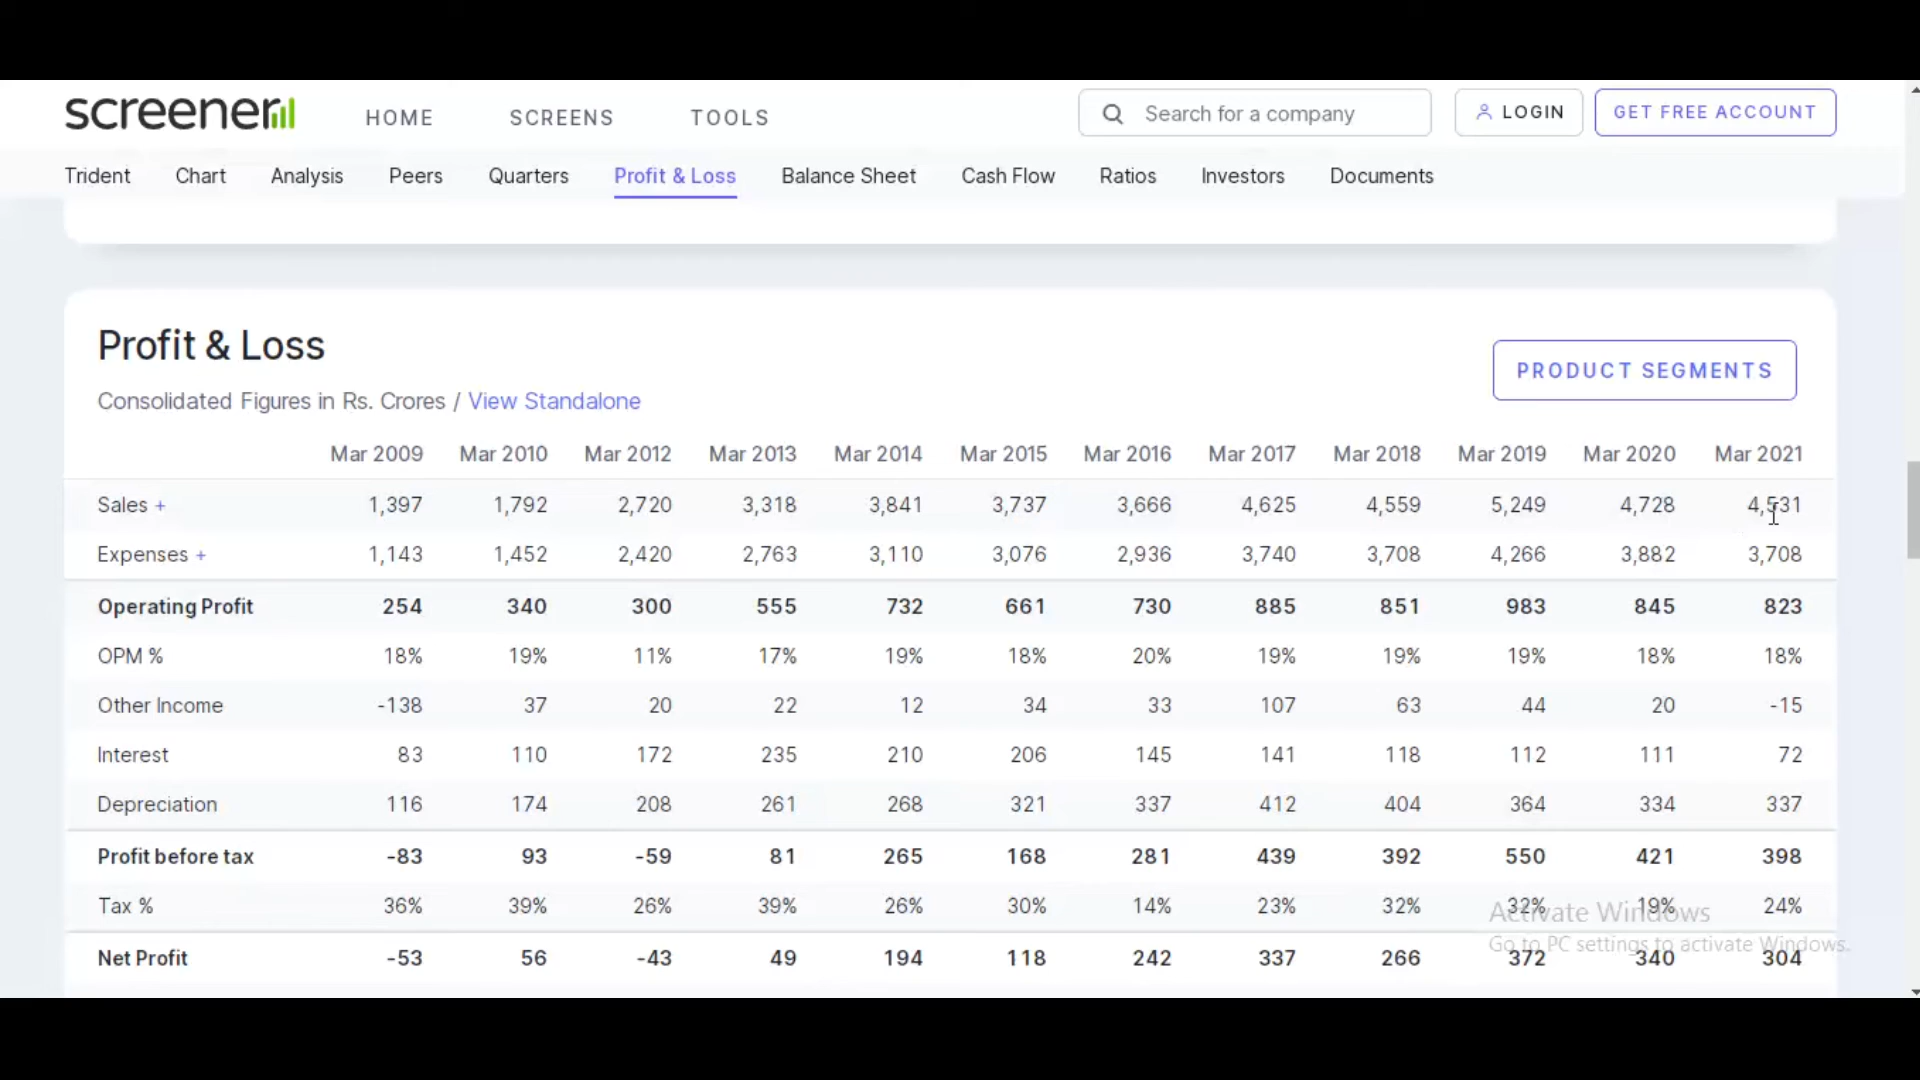 screener HOME SCREENS TOOLS Search for a company LOGIN GET FREE ACCOUNT
Trident Chart Analysis Peers Quarters Profit & Loss Balance Sheet Cash Flow Ratios Investors Documents
Profit & Loss
PRODUCT SEGMENTS
Consolidated Figures in Rs. Crores / View Standalone
Mar 2009 Mar 2010 Mar 2012 Mar 2013 Mar 2014 Mar 2015 Mar 2016 Mar 2017 Mar 2018 Mar 2019 Mar 2020 Mar 2021
Sales + 1,397 1,792 2,720 3,318 3,841 3,737 3,666 4,625 4,559 5,249 4,728 4,531
Expenses + 1,143 1,452 2,420 2,763 3,110 3,076 2,936 3,740 3,708 4,266 3,882 3,708
Operating Profit 254 340 300 555 732 661 730 885 851 983 845 823
OPM % 18% 19% 11% 17% 19% 18% 20% 19% 19% 19% 18% 18%
Other Income -138 37 20 22 12 34 33 107 63 44 20 -15
Interest 83 110 172 235 210 206 145 141 118 112 111 72
Depreciation 116 174 208 261 268 321 337 412 404 364 334 337
Profit before tax -83 93 -59 81 265 168 281 439 392 550 421 398
Tax % 36% 39% 26% 39% 26% 30% 14% 23% 32% 32% 19% 24%
Activate Windows
Go to PC settings to activate Windows.
Net Profit -53 56 -43 49 194 118 242 337 266 372 340 304